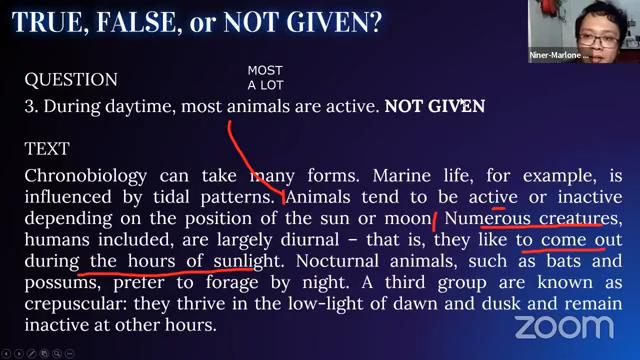 TRUE, FALSE, or NOT GIVEN?
Niner-Marlone
QUESTION
MOST
A LOT
3. During daytime, most animals are active. NOT GIVEN
TEXT
Chronobiology can take many forms. Marine life, for example, is
influenced by tidal patterns. Animals tend to be active or inactive
depending on the position of the sun or moon. Numerous creatures,
humans included, are largely diurnal – that is, they like to come out
during the hours of sunlight. Nocturnal animals, such as bats and
possums, prefer to forage by night. A third group are known as
crepuscular: they thrive in the low-light of dawn and dusk and remain
inactive at other hours.
zoom